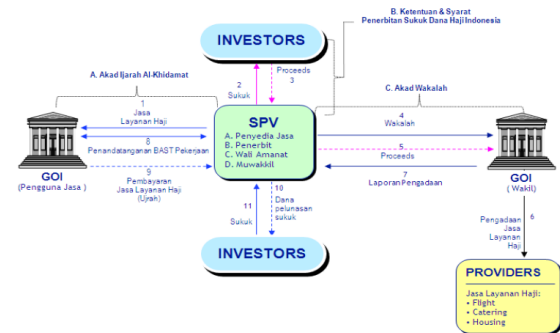 B. Ketentuan & Syarat
Penerbitan Sukuk Dana Haji Indonesia
INVESTORS
A. Akad Ijarah Al-Khidamat
2
Sukuk
Proceeds
3
C. Akad Wakalah
1
Jasa
Layanan Haji
8
Penandatanganan BAST Pekerjaan
9
Pembayaran
Jasa Layanan Haji
(Ujrah)
GOI
(Pengguna Jasa )
SPV
A. Penyedia Jasa
B. Penerbit
C. Wali Amanat
D. Muwakkil
4
Wakalah
5
Proceeds
7
Laporan Pengadaan
GOI
( Wakil)
11
Sukuk
10
Dana
pelunasan
sukuk
INVESTORS
Pengadaan
Jasa
Layanan
Haji
6
PROVIDERS
Jasa Layanan Haji:
• Flight
• Catering
• Housing